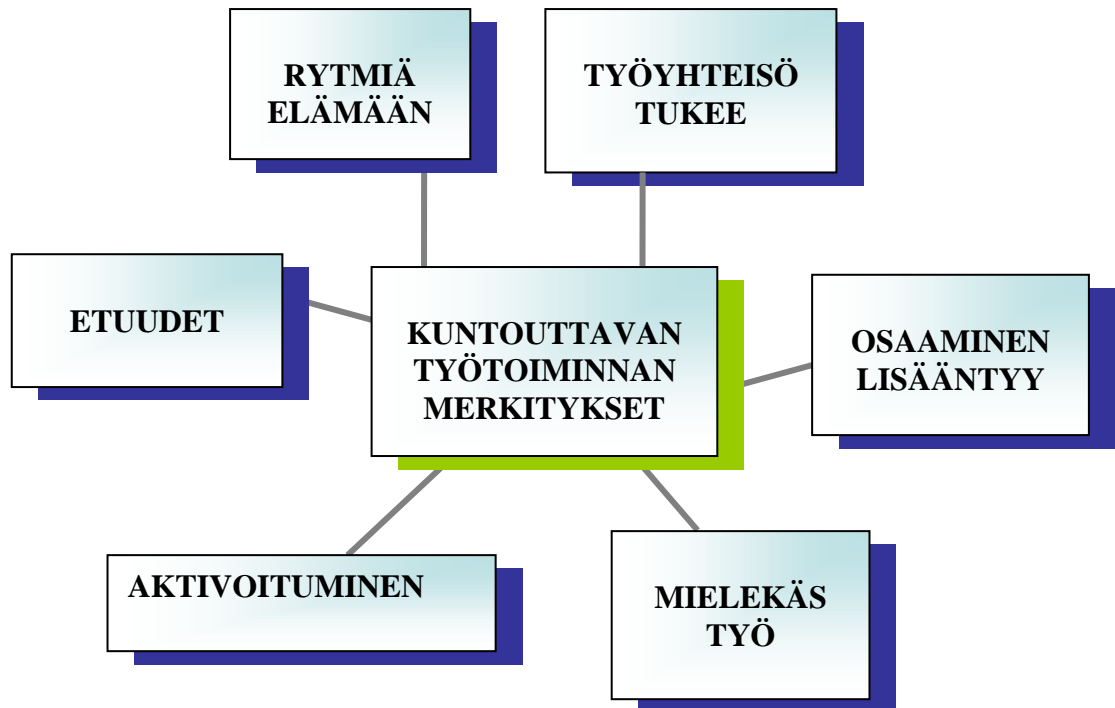 RYTMIÄ
ELÄMÄÄN
TYÖYHTEISÖ
TUKEE
ETUUDET
KUNTOUTTAVAN
TYÖTOIMINNAN
MERKITYKSET
OSAAMINEN
LISÄÄNTYY
AKTIVOITUMINEN
MIELEKÄS
TYÖ